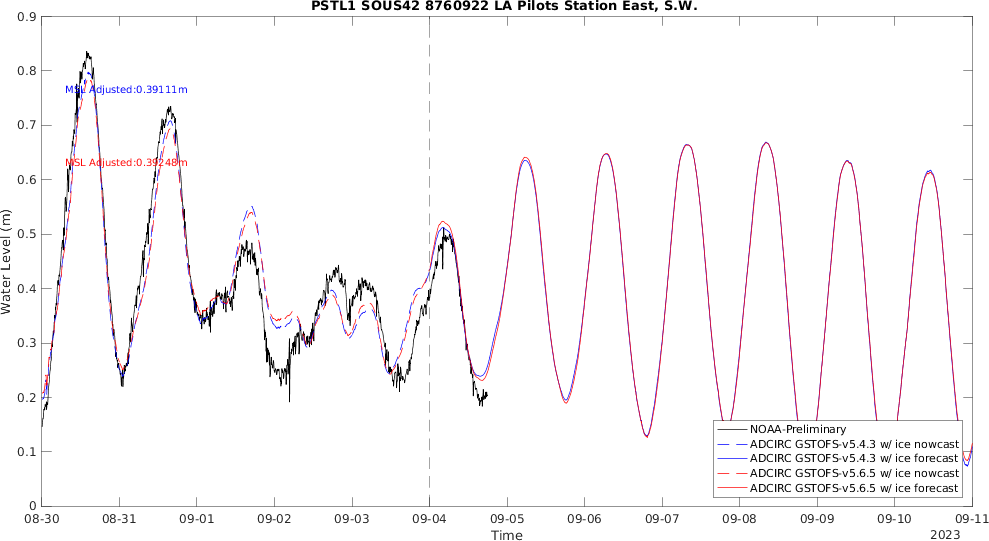 PSTL1 SOUS42 8760922 LA Pilots Station East, S.W.
0.9
0.8
0.7
0.6
0.5
0.4
0.3
0.2
0.1
0
Water Level (m)
MSL Adjusted:0.39111m
MSL Adjusted:0.39248m
NOAA-Preliminary
ADCIRC GSTOFS-v5.4.3 w/ ice nowcast
ADCIRC GSTOFS-v5.4.3 w/ ice forecast
ADCIRC GSTOFS-v5.6.5 w/ ice nowcast
ADCIRC GSTOFS-v5.6.5 w/ ice forecast
08-30 08-31 09-01 09-02 09-03 09-04 09-05 09-06 09-07 09-08 09-09 09-10 09-11
Time
2023